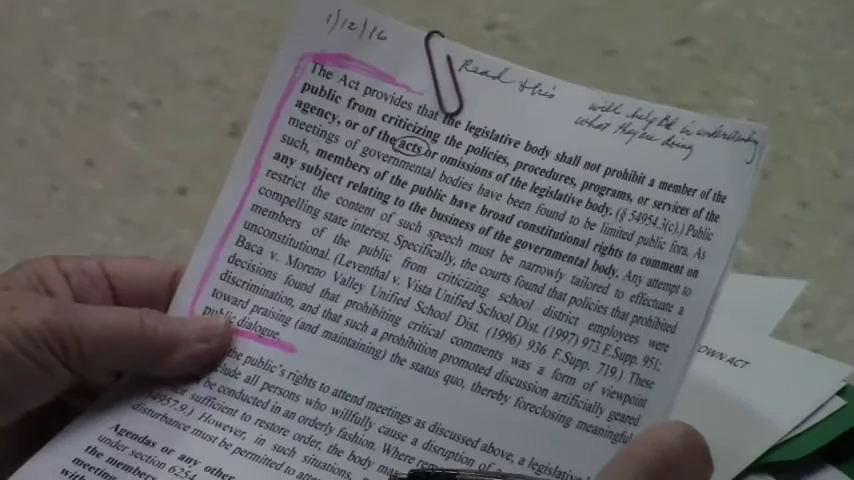 1/12/16
Read this
will help Bd in understanding
what they're doing
The Act provides that the legislative body shall not prohibit a member of the
public from criticizing the policies, procedures, programs, or services of the
agency, or of the acts or omissions of the legislative body. (§ 54954.3(c).) Public
meetings of governmental bodies have been found to be limited public fora. As
such, members of the public have broad constitutional rights to comment on
any subject relating to the business of the governmental body. Any attempt to
restrict the content of such speech must be narrowly tailored to effectuate a
compelling state interest. Specifically, the courts found that policies that prohibited
members of the public from criticizing school district employees were
unconstitutional. (Leventhal v. Vista Unified School Dist. (1997) 973 F.Supp. 951;
Baca v. Moreno Valley Unified School Dist. (1996) 936 F.Supp. 719.) These
decisions found that prohibiting critical comments was a form of viewpoint
discrimination, and that such a prohibition promoted discussion artificially geared
toward praising (and maintaining) the status quo, thereby foreclosing meaningful
public dialogue.
the public's rights to attend meetings as discussed above, a legislative
all persons who willfully cause a disruption of
be conducted in an orderly fashion. Where
sufficient to restore order, the body may
54957.9.) However, in such situations,
disturbance must be permitted to
Agendas or any other
under section 6254
the members
meeting
OWN ACT